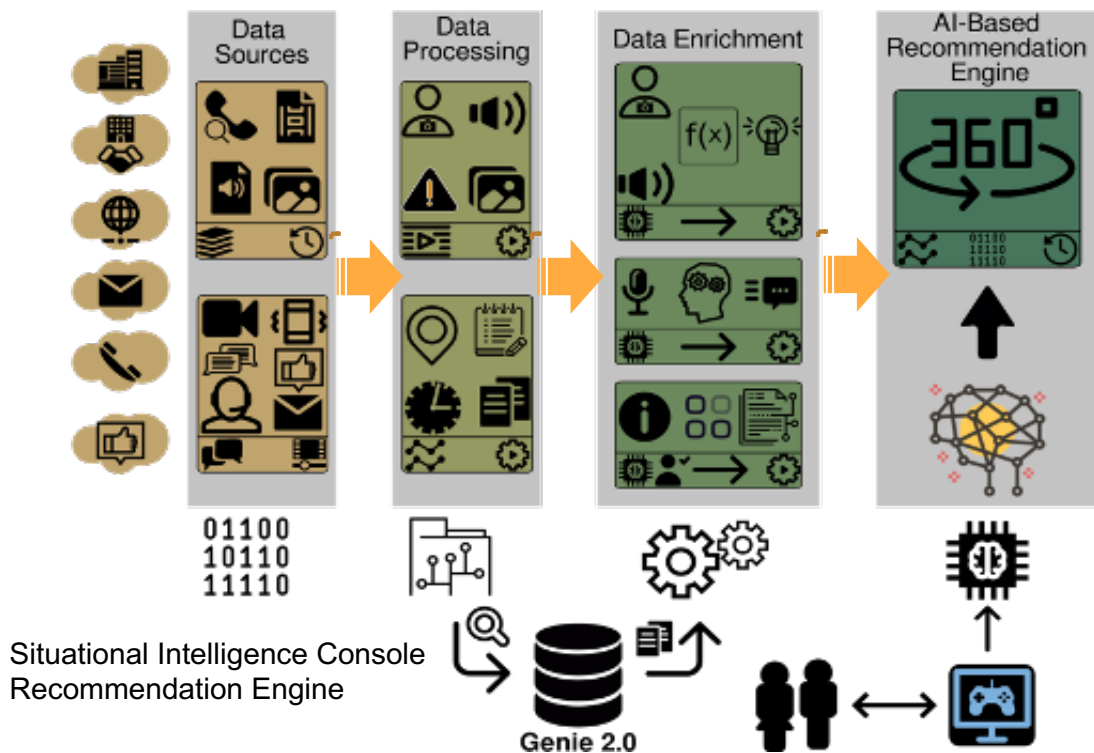 Data
Sources
Data
Processing
Data Enrichment
AI-Based
Recommendation
Engine
f(x)
360°
01100
10110
11110
01100
10110
11110
Situational Intelligence Console
Recommendation Engine
Genie 2.0